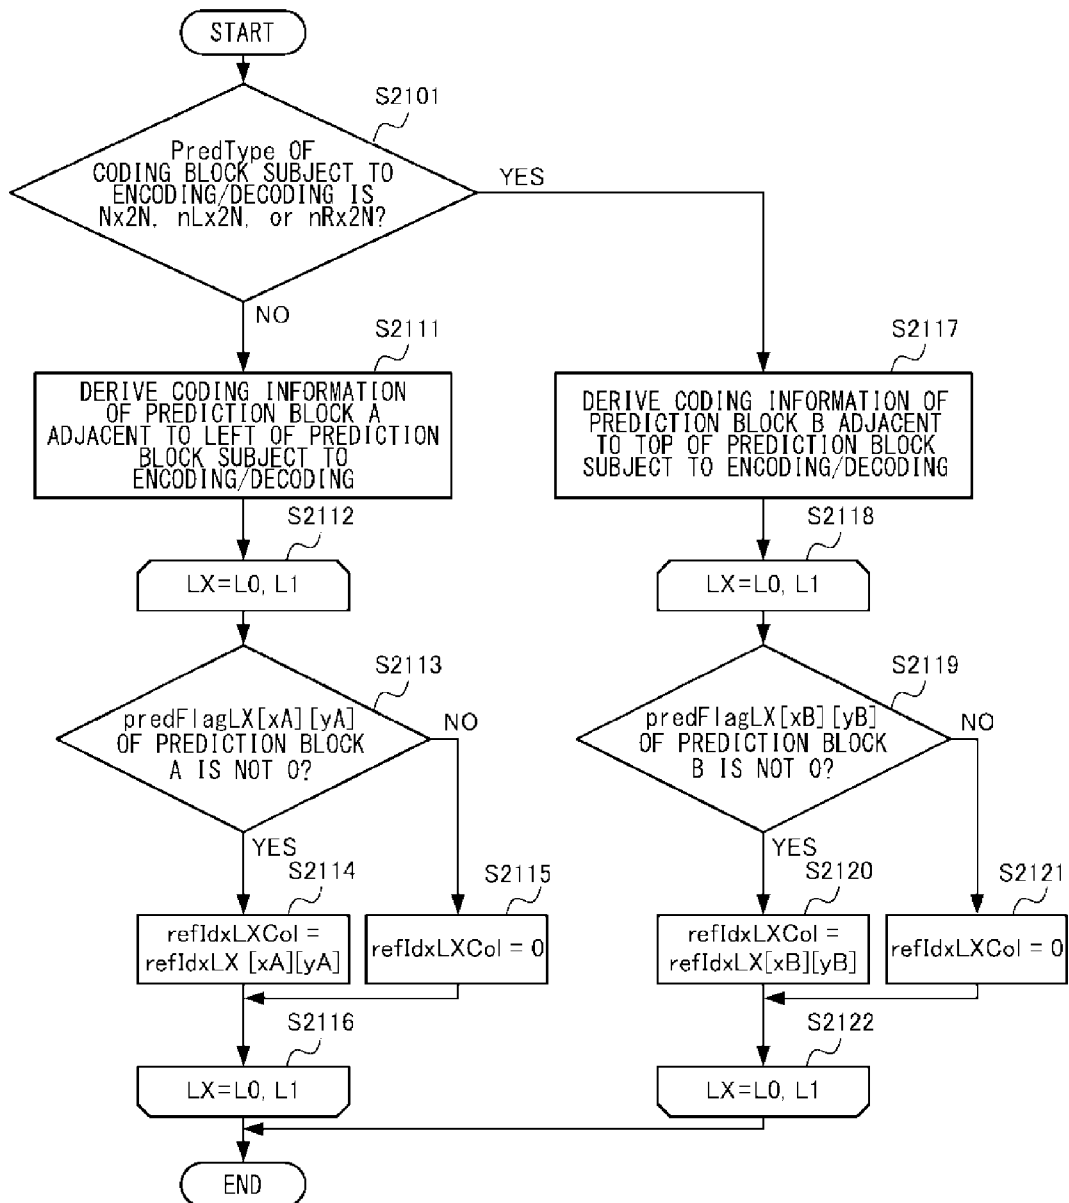 START
S2101
PredType OF
CODING BLOCK SUBJECT TO
ENCODING/DECODING IS
Nx2N, nLx2N, or nRx2N?
YES
NO
S2111
DERIVE CODING INFORMATION
OF PREDICTION BLOCK A
ADJACENT TO LEFT OF PREDICTION
BLOCK SUBJECT TO
ENCODING/DECODING
S2117
DERIVE CODING INFORMATION OF
PREDICTION BLOCK B ADJACENT
TO TOP OF PREDICTION BLOCK
SUBJECT TO ENCODING/DECODING
S2112
LX=L0, L1
S2118
LX=L0, L1
S2113
predFlagLX[xA][yA]
OF PREDICTION BLOCK
A IS NOT 0?
NO
YES
S2119
predFlagLX[xB][yB]
OF PREDICTION BLOCK
B IS NOT 0?
NO
YES
S2114
refIdxLXCol =
refIdxLX [xA][yA]
S2115
refIdxLXCol = 0
S2120
refIdxLXCol =
refIdxLX[xB][yB]
S2121
refIdxLXCol = 0
S2116
LX=L0, L1
S2122
LX=L0, L1
END